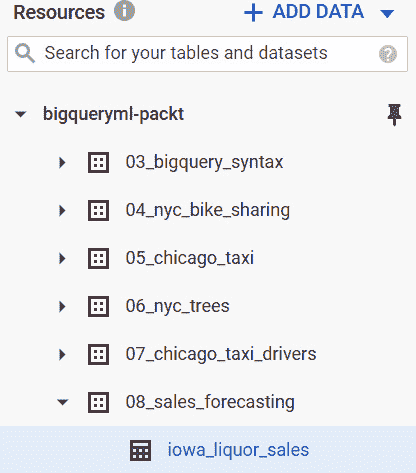 Resources
ADD DATA
Search for your tables and datasets
bigqueryml-packt
03_bigquery_syntax
04_nyc_bike_sharing
05_chicago_taxi
06_nyc_trees
07_chicago_taxi_drivers
08_sales_forecasting
iowa_liquor_sales